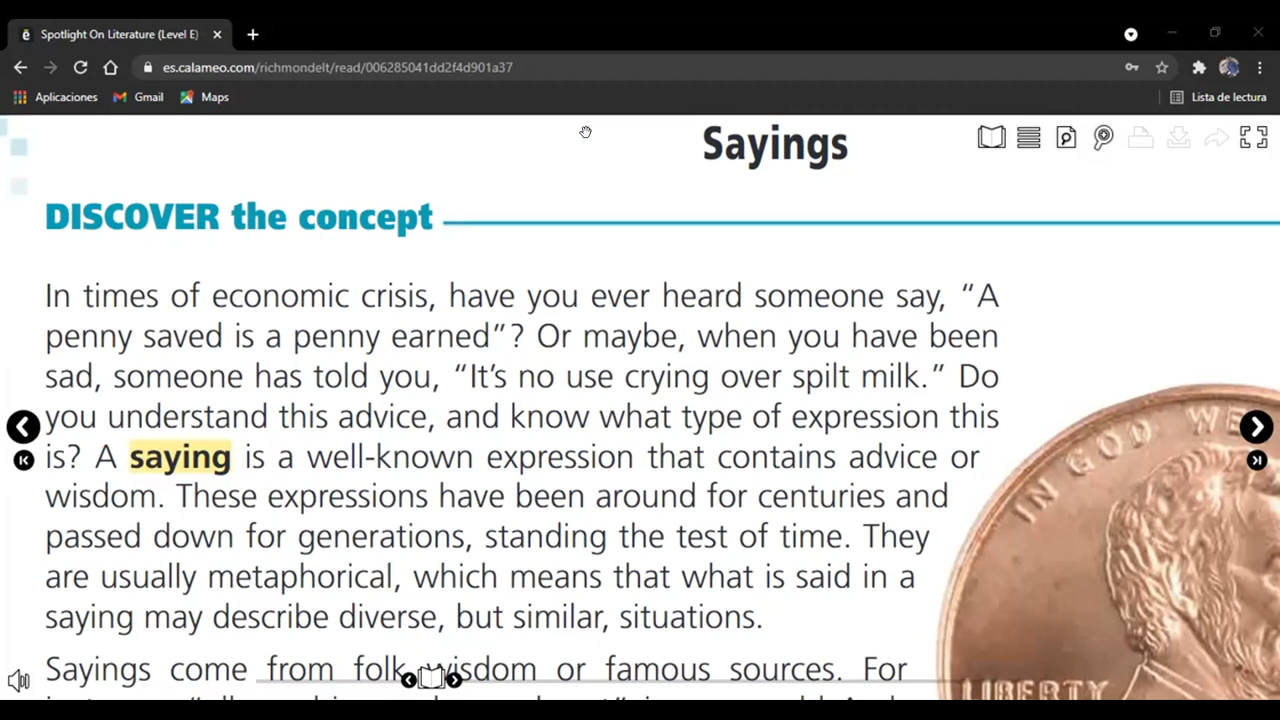 Spotlight On Literature (Level E)
es.calameo.com/richmondelt/read/006285041dd2f4d901a37
Aplicaciones Gmail Maps Lista de lectura
Sayings
DISCOVER the concept
In times of economic crisis, have you ever heard someone say, “A
penny saved is a penny earned”? Or maybe, when you have been
sad, someone has told you, “It’s no use crying over spilt milk.” Do
you understand this advice, and know what type of expression this
is? A saying is a well-known expression that contains advice or
wisdom. These expressions have been around for centuries and
passed down for generations, standing the test of time. They
are usually metaphorical, which means that what is said in a
saying may describe diverse, but similar, situations.
Sayings come from folk wisdom or famous sources. For
IN GOD WE
LIBERTY